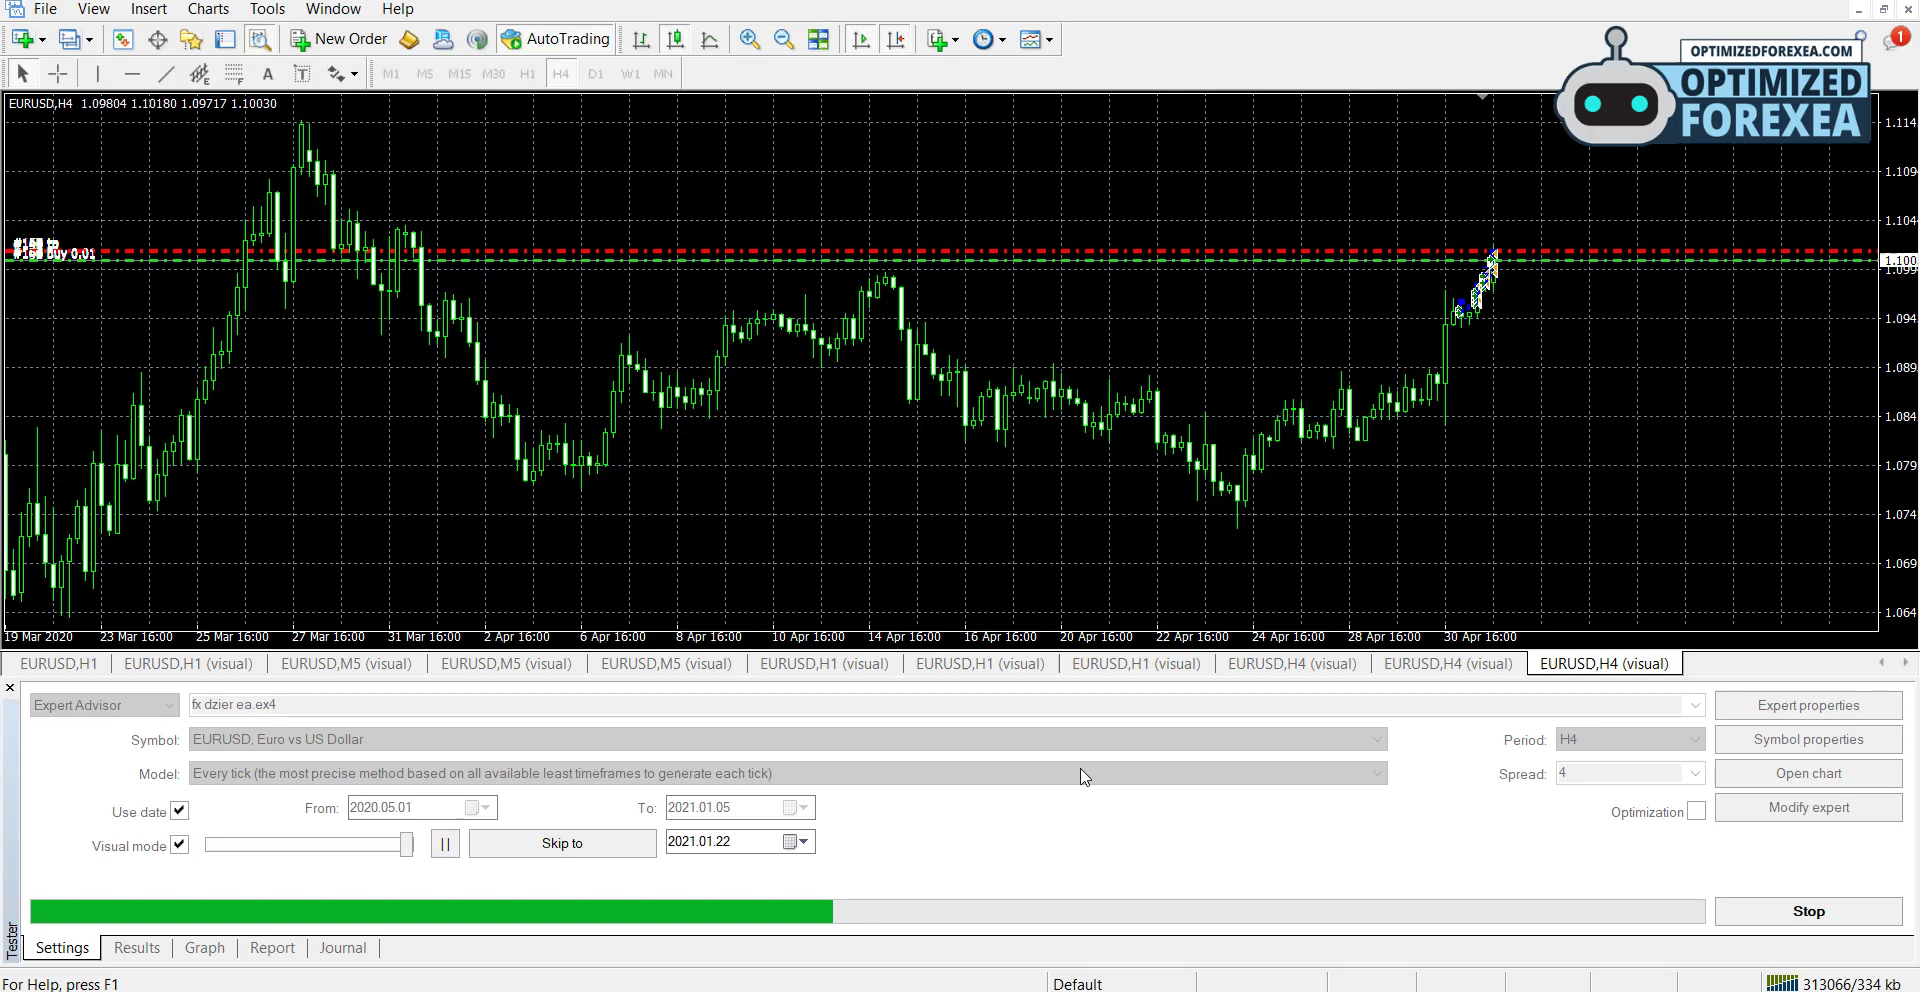 File View Insert Charts Tools Window Help
New Order AutoTrading 1
A T M1 M5 M15 M30 H1 H4 D1 W1 MN
OPTIMIZEDFOREXEA.COM
OPTIMIZED
FOREXEA
EURUSD,H4 1.09804 1.10180 1.09717 1.10030
1.114
1.109
1.104
buy 0.01
1.100
1.099
1.094
1.089
1.084
1.079
1.074
1.069
1.064
19 Mar 2020 23 Mar 16:00 25 Mar 16:00 27 Mar 16:00 31 Mar 16:00 2 Apr 16:00 6 Apr 16:00 8 Apr 16:00 10 Apr 16:00 14 Apr 16:00 16 Apr 16:00 20 Apr 16:00 22 Apr 16:00 24 Apr 16:00 28 Apr 16:00 30 Apr 16:00
EURUSD,H1 EURUSD,H1 (visual) EURUSD,M5 (visual) EURUSD,M5 (visual) EURUSD,M5 (visual) EURUSD,H1 (visual) EURUSD,H1 (visual) EURUSD,H1 (visual) EURUSD,H4 (visual) EURUSD,H4 (visual) EURUSD,H4 (visual)
Expert Advisor fx dzier ea.ex4 Expert properties
Symbol: EURUSD, Euro vs US Dollar Period: H4 Symbol properties
Model: Every tick (the most precise method based on all available least timeframes to generate each tick) Spread: 4 Open chart
Use date From: 2020.05.01 To: 2021.01.05 Optimization Modify expert
Visual mode Skip to 2021.01.22
Stop
Tester
Settings Results Graph Report Journal
For Help, press F1 Default 313066/334 kb